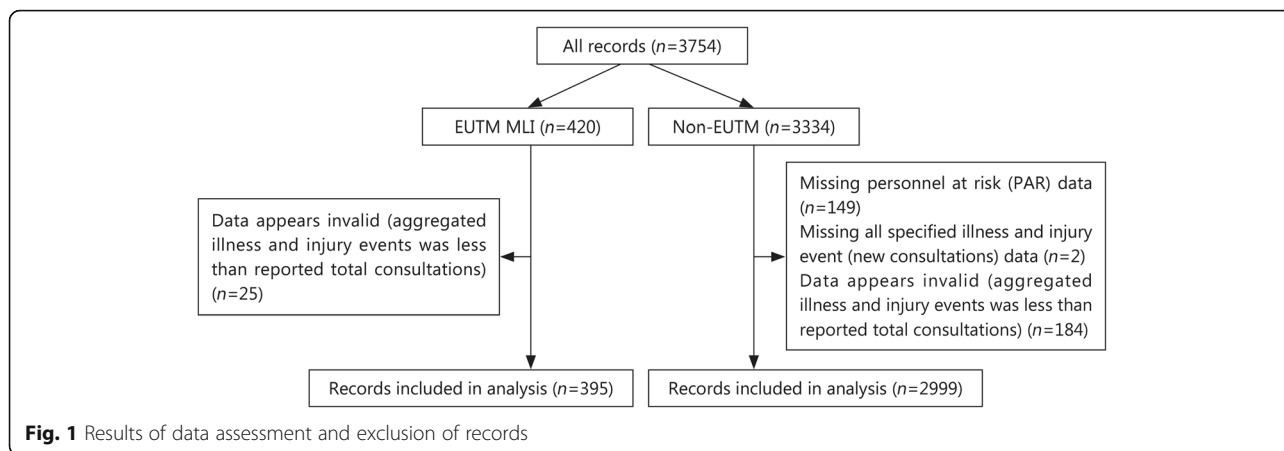 All records (n=3754)
EUTM MLI (n=420)
Non-EUTM (n=3334)
Data appears invalid (aggregated
illness and injury events was less
than reported total consultations)
(n=25)
Missing personnel at risk (PAR) data
(n=149)
Missing all specified illness and injury
event (new consultations) data (n=2)
Data appears invalid (aggregated
illness and injury events was less than
reported total consultations) (n=184)
Records included in analysis (n=395)
Records included in analysis (n=2999)
Fig. 1 Results of data assessment and exclusion of records